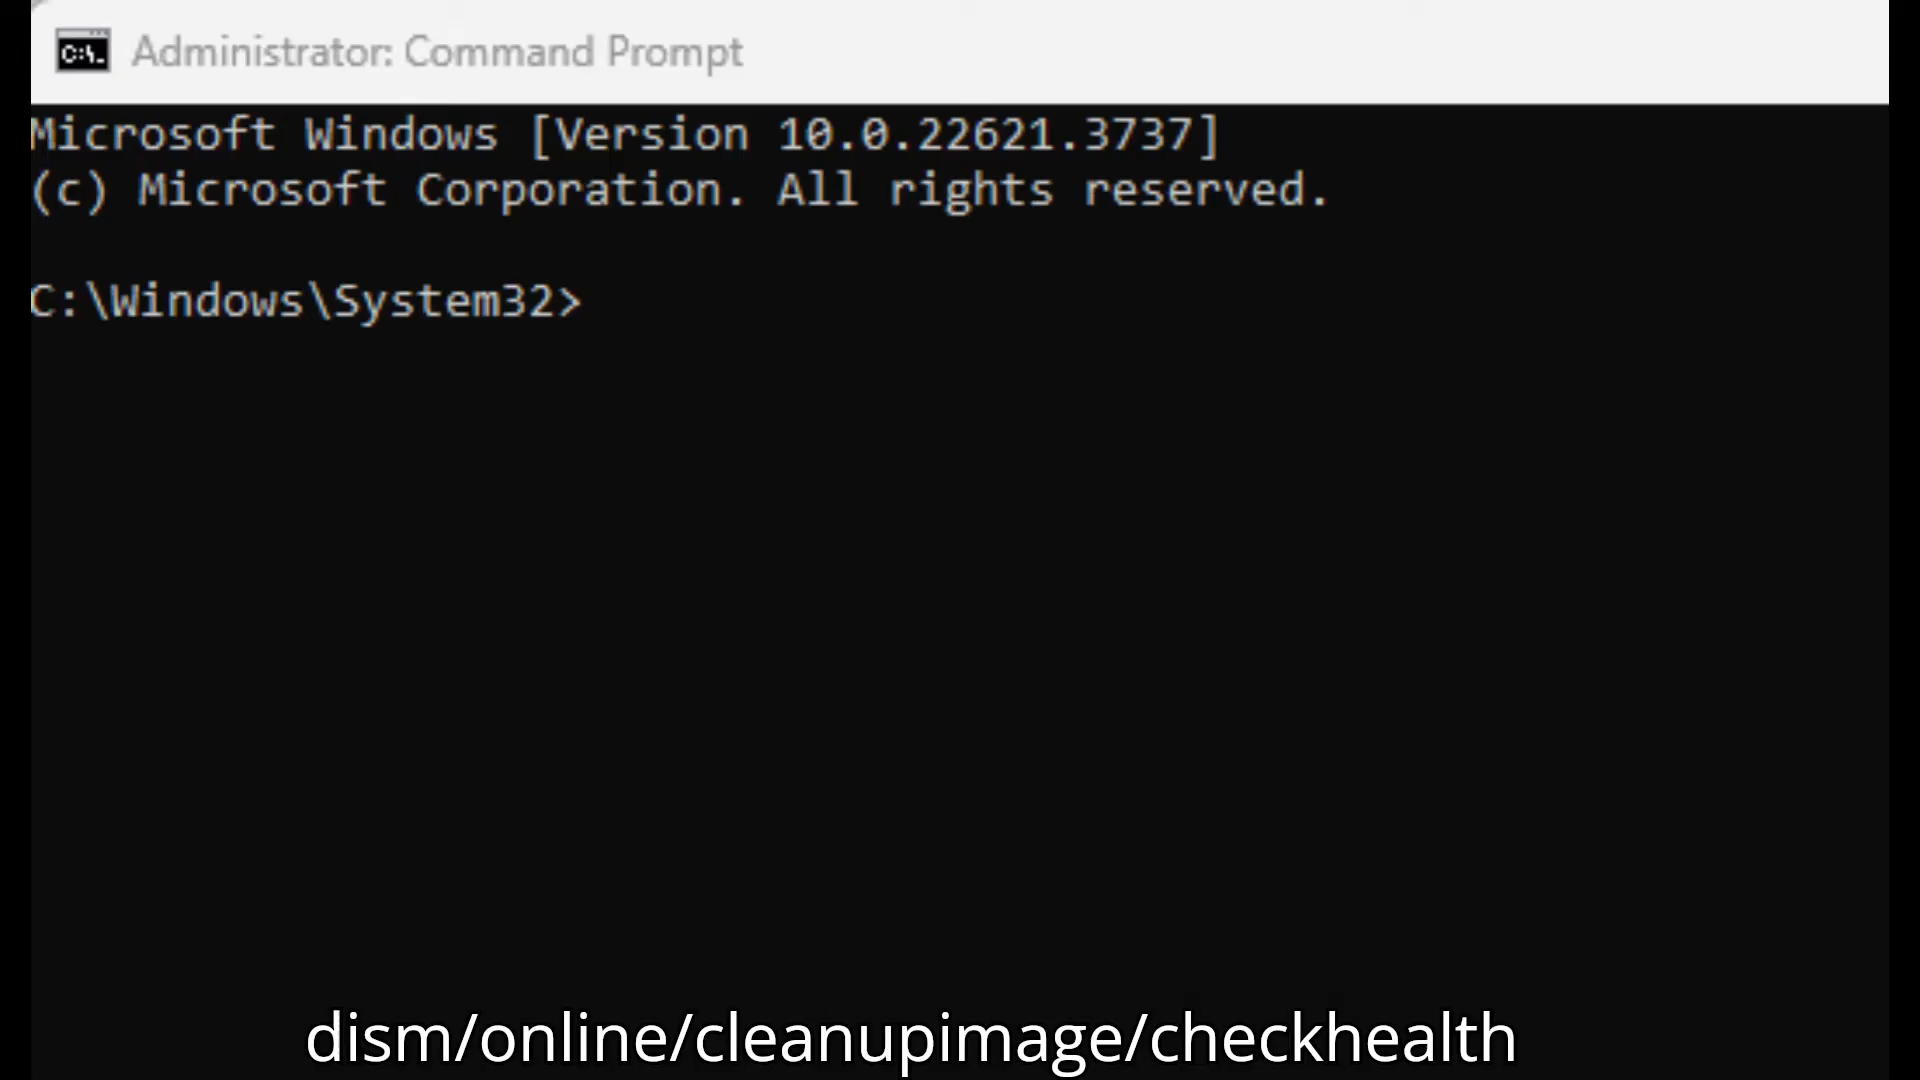 C:\.
Administrator: Command Prompt
Microsoft Windows [Version 10.0.22621.3737]
(c) Microsoft Corporation. All rights reserved.
C:\Windows\System32>
dism/online/cleanupimage/checkhealth